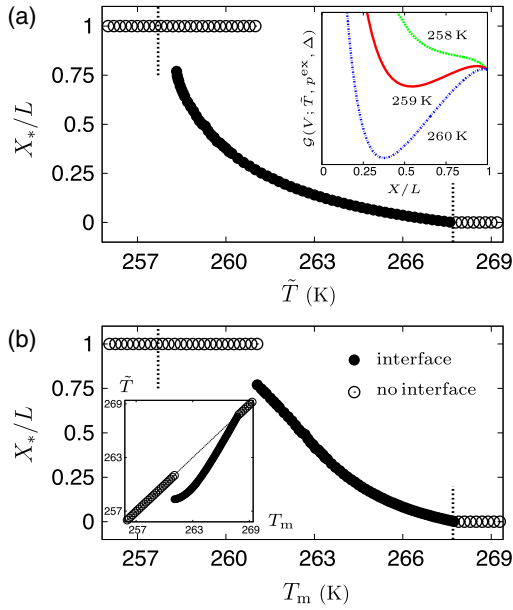 (a)
1
0.75
0.5
0.25
0
X*/L
257
260
263
266
269
T̃ (K)
G(V; T̃, p^ex, Δ)
258 K
259 K
260 K
0
0.25
0.5
0.75
1
X/L
(b)
1
0.75
0.5
0.25
0
X*/L
257
260
263
266
269
T_m (K)
interface
no interface
T̃
269
263
257
257
263
269
T_m